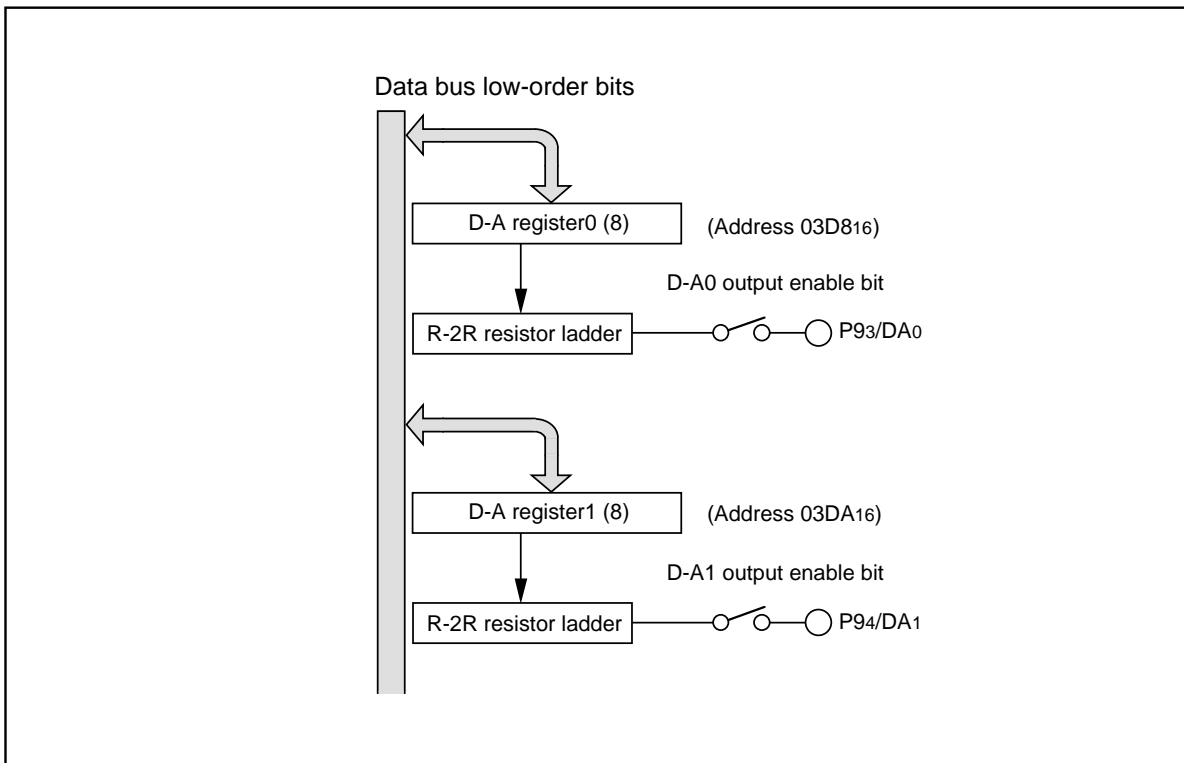 Data bus low-order bits
D-A register0 (8) (Address 03D816)
D-A0 output enable bit
R-2R resistor ladder P93/DA0
D-A register1 (8) (Address 03DA16)
D-A1 output enable bit
R-2R resistor ladder P94/DA1